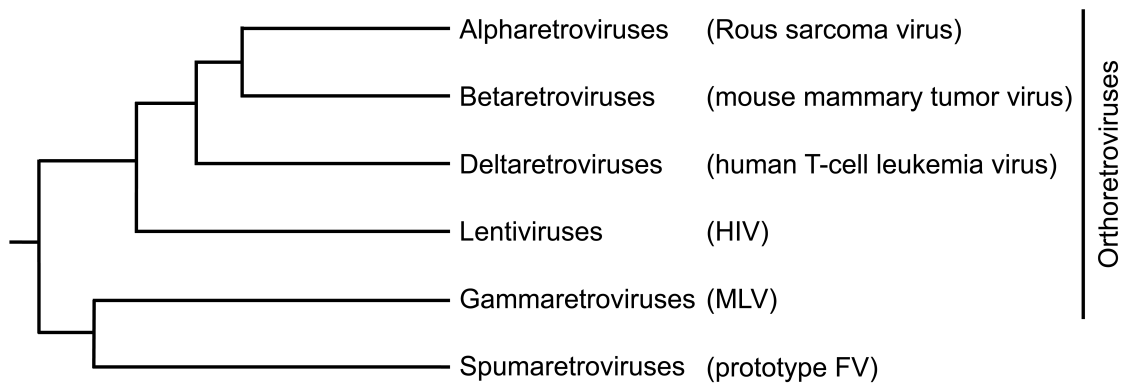 Alpharetroviruses (Rous sarcoma virus)
Betaretroviruses (mouse mammary tumor virus)
Deltaretroviruses (human T-cell leukemia virus)
Lentiviruses (HIV)
Gammaretroviruses (MLV)
Spumaretroviruses (prototype FV)
Orthoretroviruses